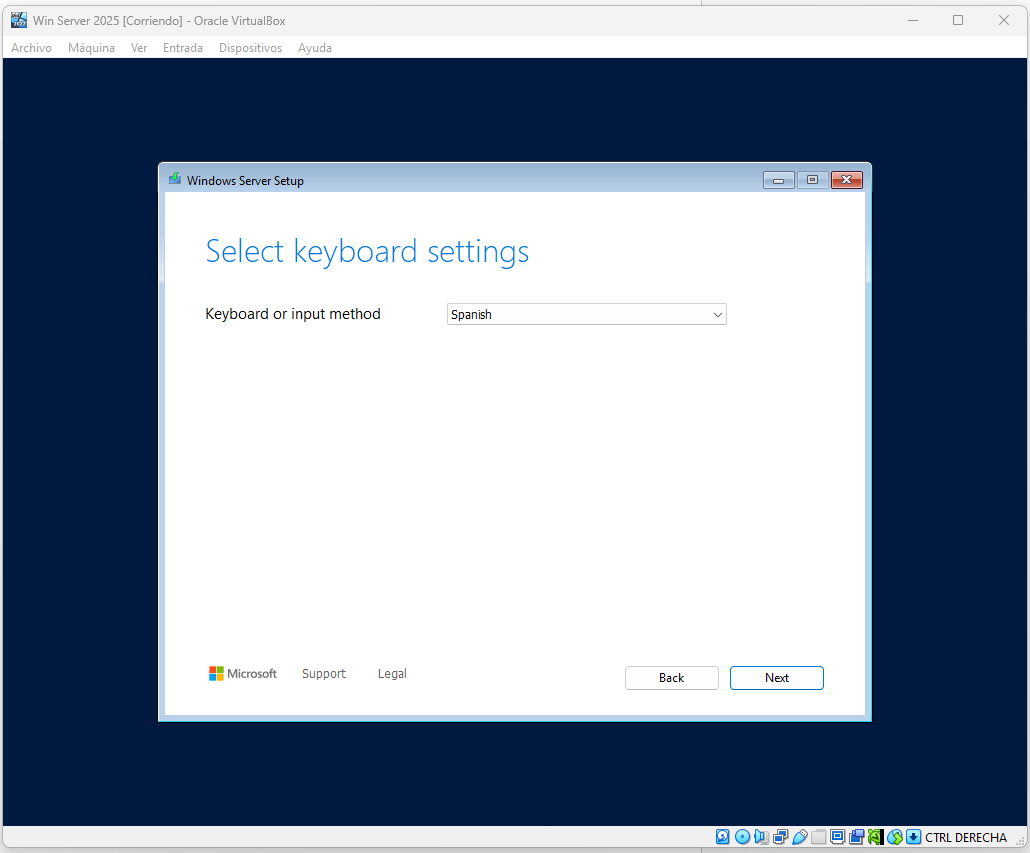 Win Server 2025 [Corriendo] - Oracle VirtualBox
Archivo Máquina Ver Entrada Dispositivos Ayuda
Windows Server Setup
Select keyboard settings
Keyboard or input method Spanish
Microsoft Support Legal Back Next
CTRL DERECHA